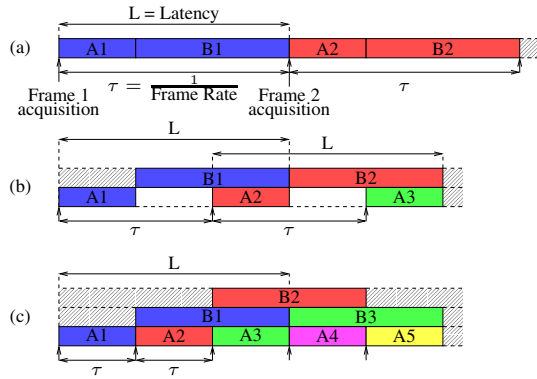 L = Latency
(a) A1 B1 A2 B2
τ = 1/Frame Rate τ
Frame 1 acquisition
Frame 2 acquisition
L
L
(b) B1 B2
A1 A2 A3
τ τ
L
B2
(c) B1 B3
A1 A2 A3 A4 A5
τ τ